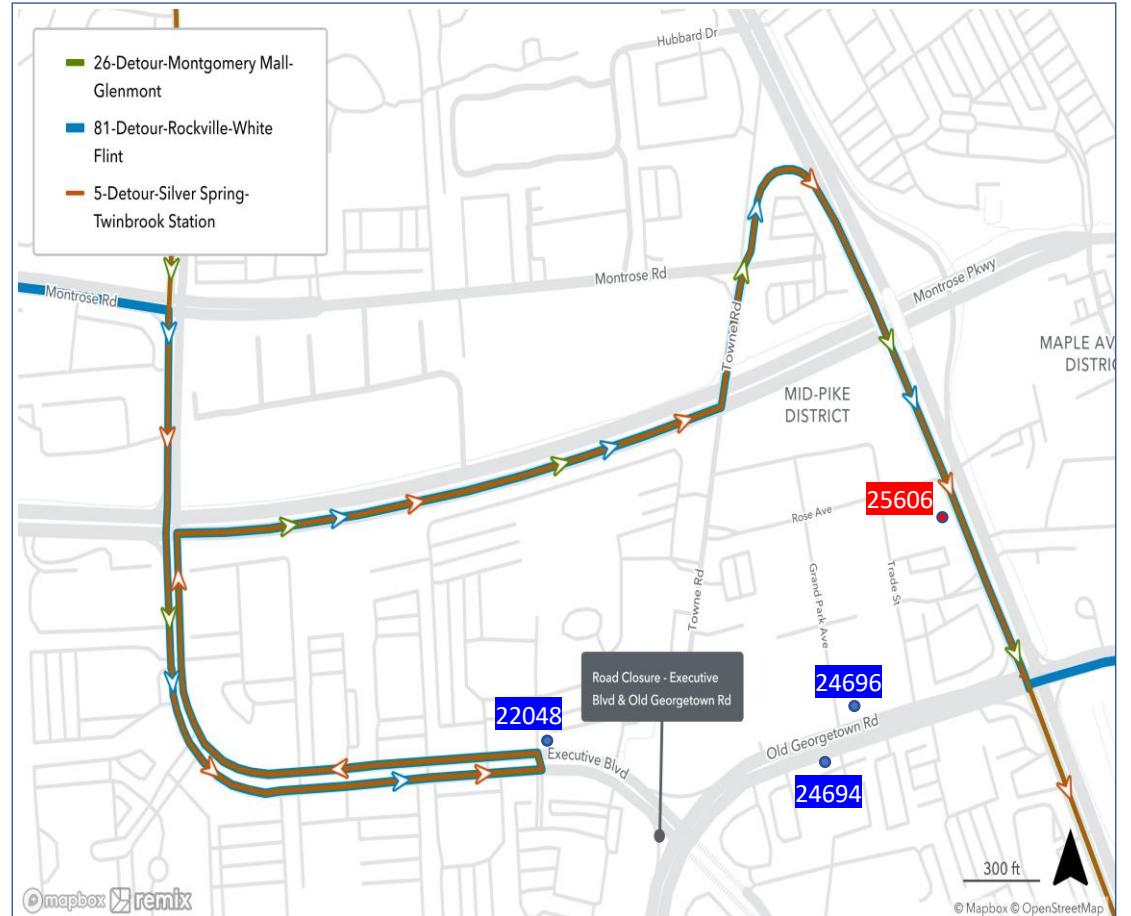 26-Detour-Montgomery Mall-
Glenmont
81-Detour-Rockville-White
Flint
5-Detour-Silver Spring-
Twinbrook Station
Hubbard Dr
Montrose Rd
Montrose Rd
Montrose Pkwy
Towne Rd
MAPLE AV
DISTRIC
MID-PIKE
DISTRICT
25606
Rose Ave
Trade St
Grand Park Ave
Towne Rd
Road Closure - Executive
Blvd & Old Georgetown Rd
24696
22048
Old Georgetown Rd
Executive Blvd
24694
300 ft
mapbox remix
© Mapbox © OpenStreetMap